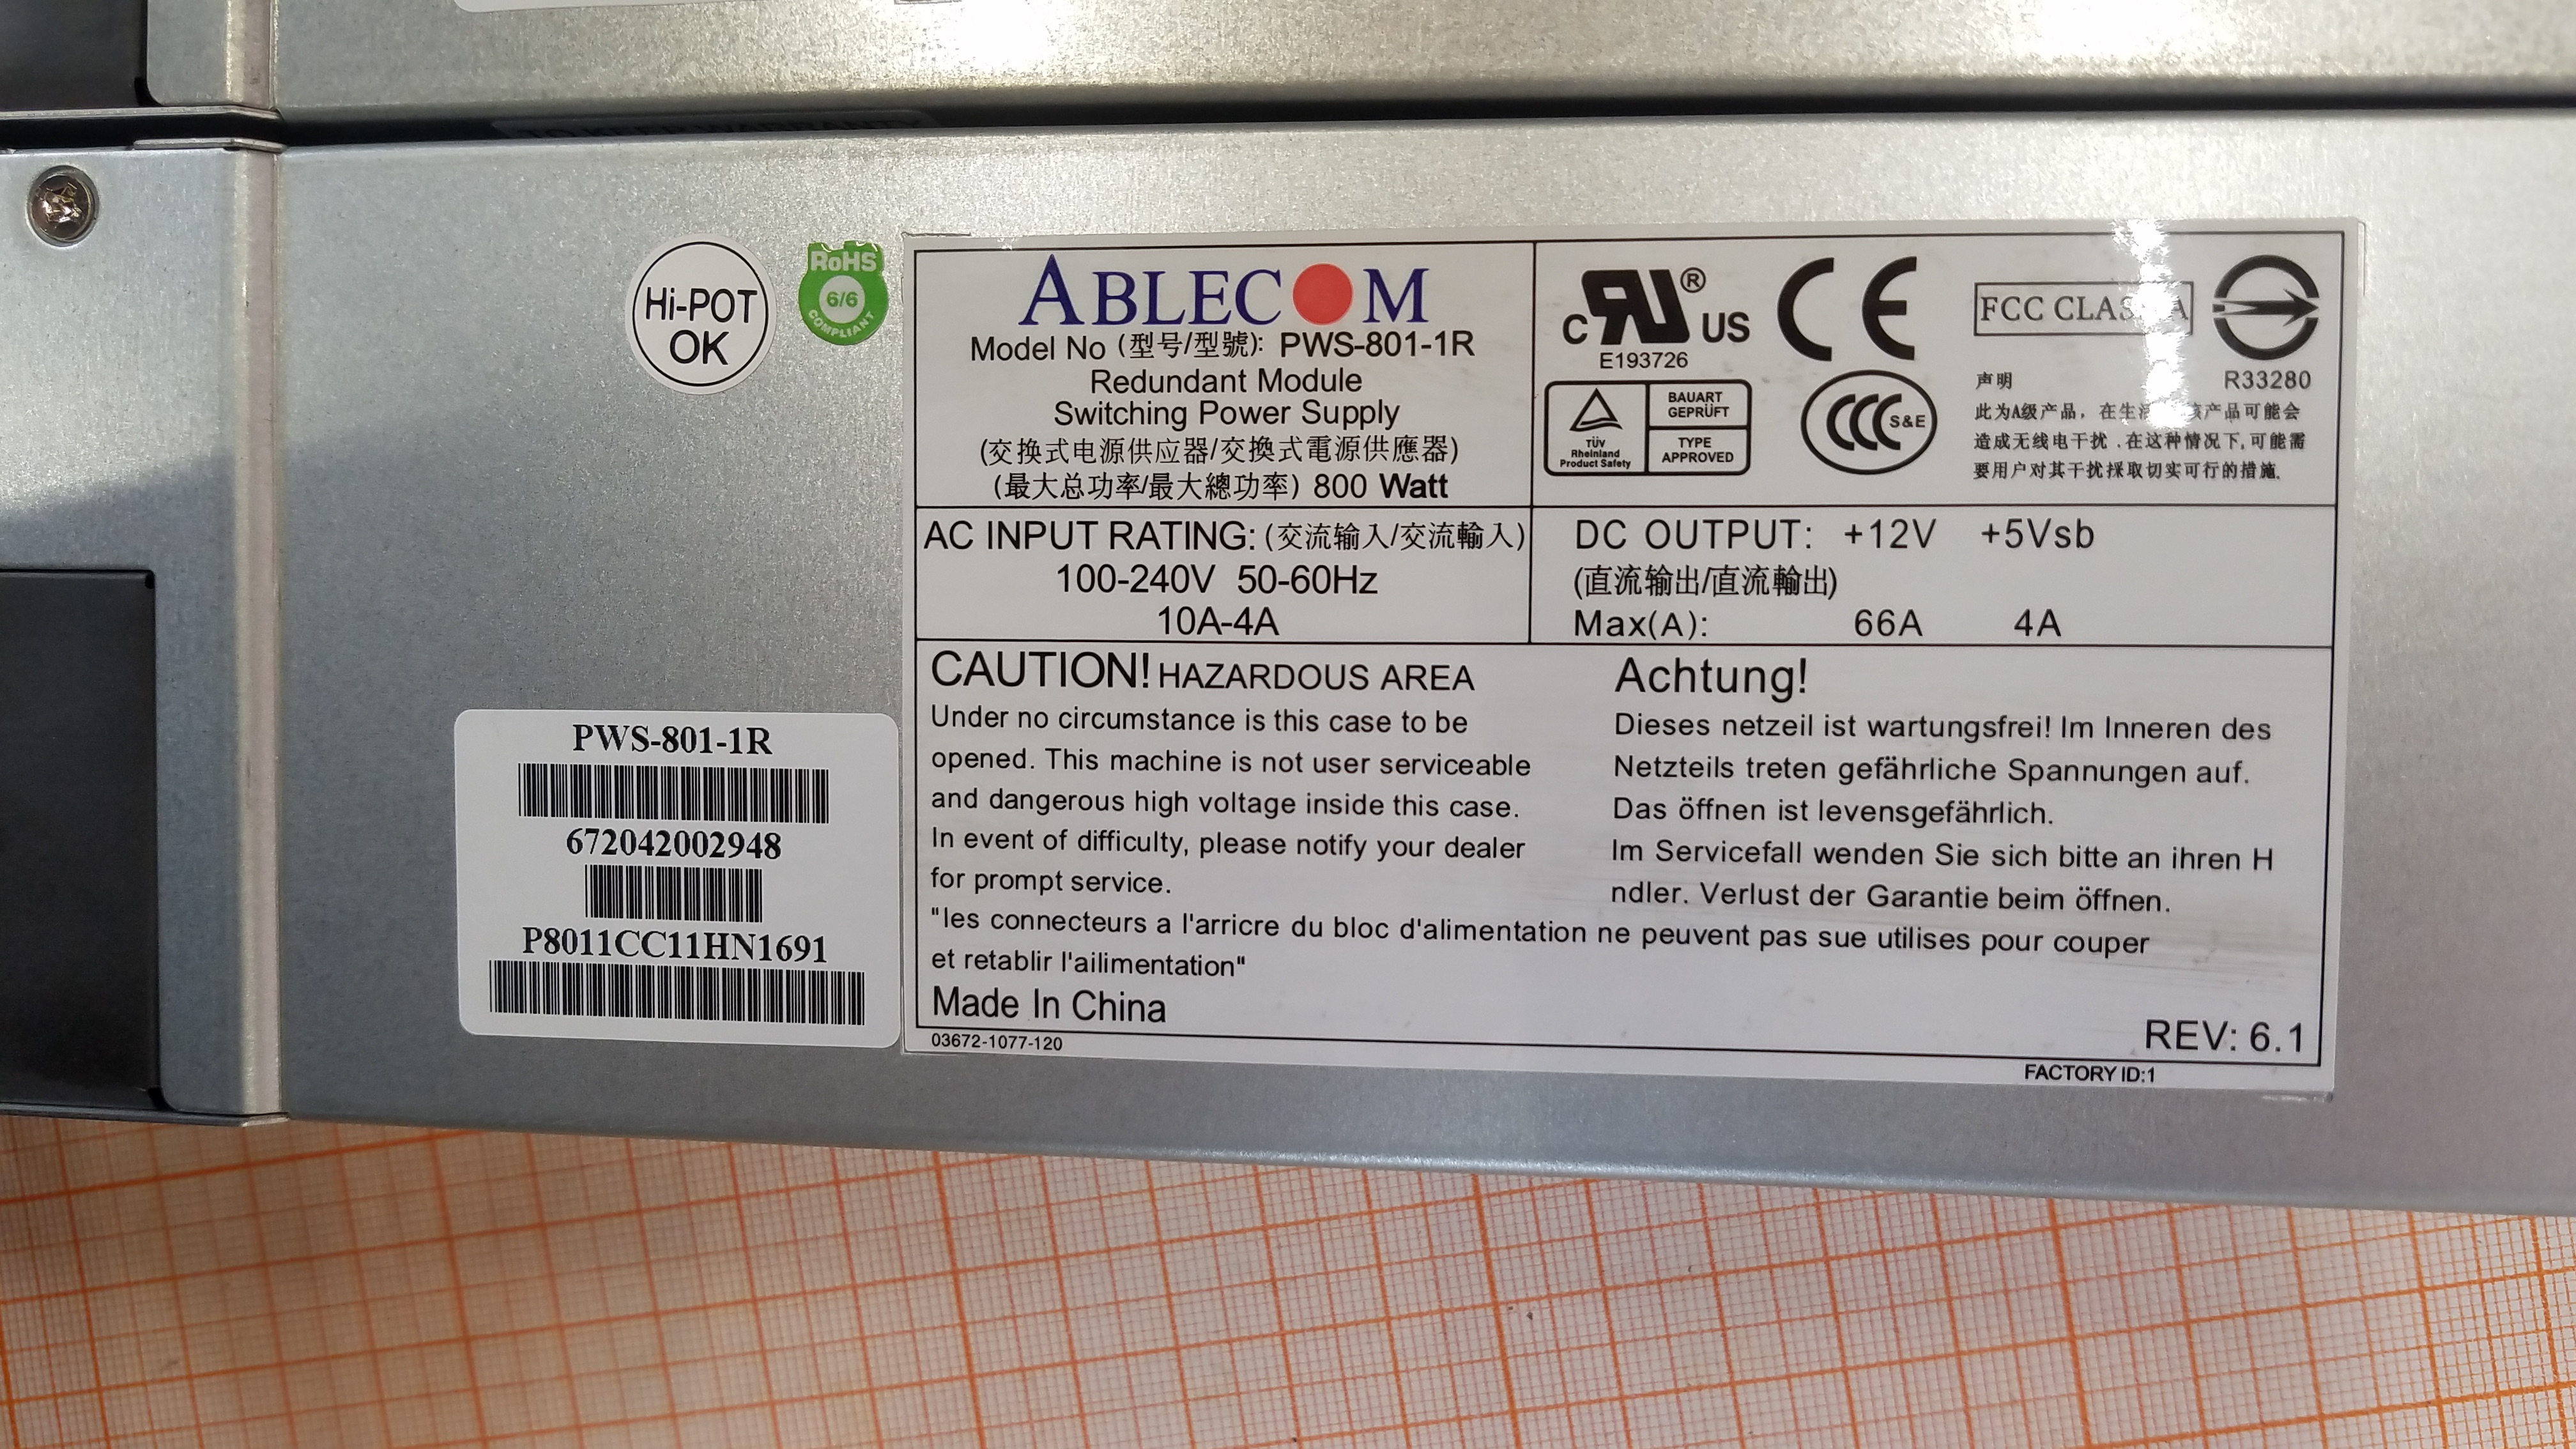 TO KEEP WARRANT
Hi-POT
OK
RoHS
6/6
COMPLIANT
ABLECOM
Model No (型号/型號): PWS-801-1R
Redundant Module
Switching Power Supply
(交换式电源供应器/交換式電源供應器)
(最大总功率/最大總功率) 800 Watt
C RU ® US
E193726
CE
FCC CLASS A
R33280
TÜV
Rheinland
Product Safety
BAUART
GEPRÜFT
TYPE
APPROVED
CCC S&E
声明
此为A级产品，在生活 该产品可能会
造成无线电干扰 .在这种情况下,可能需
要用户对其干扰採取切实可行的措施.
AC INPUT RATING: (交流输入/交流輸入)
100-240V 50-60Hz
10A-4A
DC OUTPUT: +12V +5Vsb
(直流输出/直流輸出)
Max(A): 66A 4A
CAUTION! HAZARDOUS AREA
Under no circumstance is this case to be
opened. This machine is not user serviceable
and dangerous high voltage inside this case.
In event of difficulty, please notify your dealer
for prompt service.
Achtung!
Dieses netzeil ist wartungsfrei! Im Inneren des
Netzteils treten gefährliche Spannungen auf.
Das öffnen ist levensgefährlich.
Im Servicefall wenden Sie sich bitte an ihren H
ndler. Verlust der Garantie beim öffnen.
"les connecteurs a l'arricre du bloc d'alimentation ne peuvent pas sue utilises pour couper
et retablir l'ailimentation"
Made In China
REV: 6.1
03672-1077-120
FACTORY ID:1
PWS-801-1R
672042002948
P8011CC11HN1691